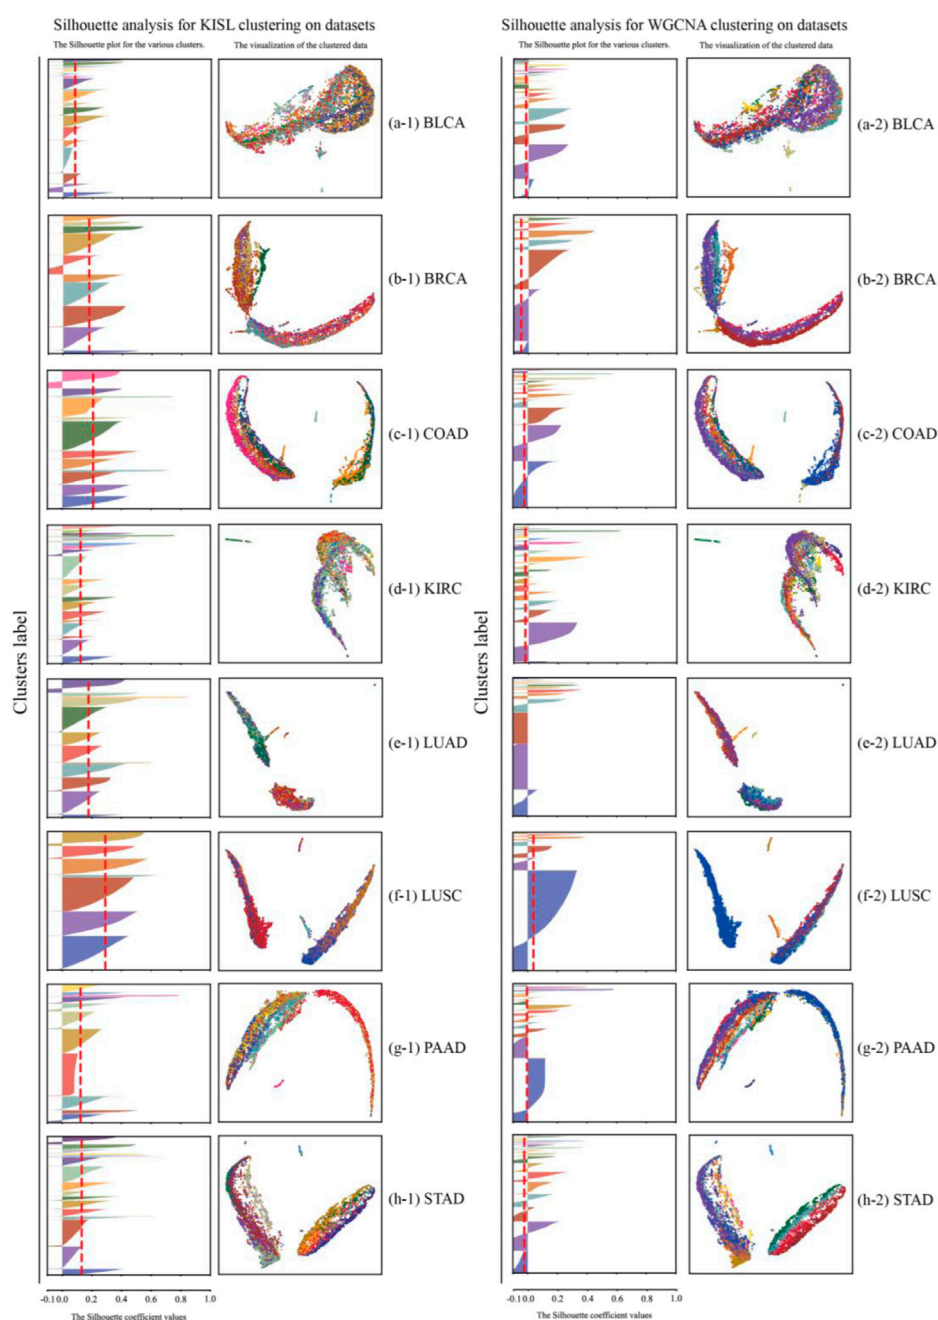 Silhouette analysis for KISL clustering on datasets
The Silhouette plot for the various clusters.
The visualization of the clustered data
(a-1) BLCA
(b-1) BRCA
(c-1) COAD
(d-1) KIRC
(e-1) LUAD
(f-1) LUSC
(g-1) PAAD
(h-1) STAD
Clusters label
-0.1 0.0 0.2 0.4 0.6 0.8 1.0
The Silhouette coefficient values
Silhouette analysis for WGCNA clustering on datasets
The Silhouette plot for the various clusters.
The visualization of the clustered data
(a-2) BLCA
(b-2) BRCA
(c-2) COAD
(d-2) KIRC
(e-2) LUAD
(f-2) LUSC
(g-2) PAAD
(h-2) STAD
Clusters label
-0.1 0.0 0.2 0.4 0.6 0.8 1.0
The Silhouette coefficient values